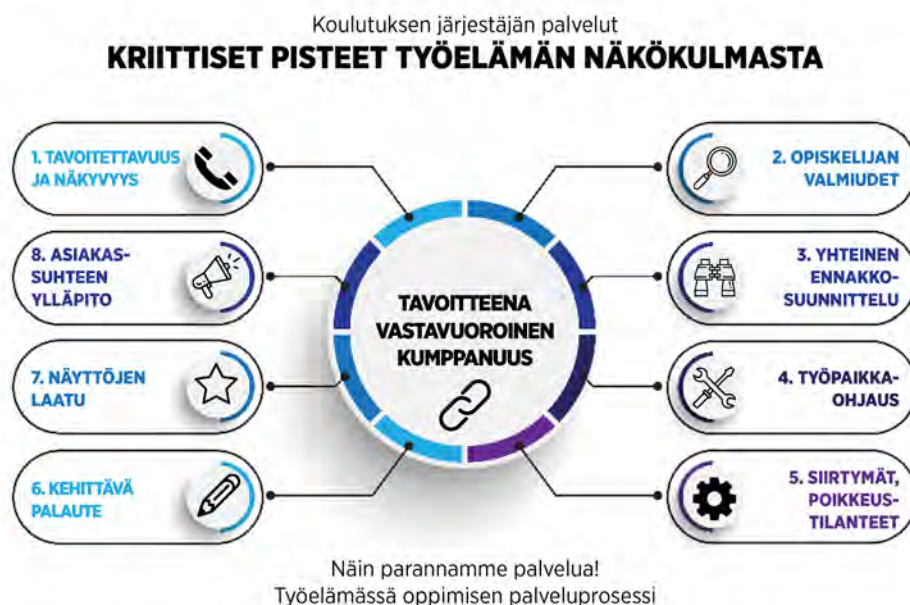 Koulutuksen järjestäjän palvelut
KRIITTISET PISTEET TYÖELÄMÄN NÄKÖKULMASTA
1. TAVOITETTAVUUS
JA NÄKYVYYS
2. OPISKELIJAN
VALMIUDET
3. YHTEINEN
ENNAKKO-
SUUNNITTELU
4. TYÖPAIKKA-
OHJAUS
5. SIIRTYMÄT,
POIKKEUS-
TILANTEET
6. KEHITTÄVÄ
PALAUTE
7. NÄYTTÖJEN
LAATU
8. ASIAKAS-
SUHTEEN
YLLÄPITO
TAVOITTEENA
VASTAVUOROINEN
KUMPPANUUS
Näin parannamme palvelua!
Työelämässä oppimisen palveluprosessi